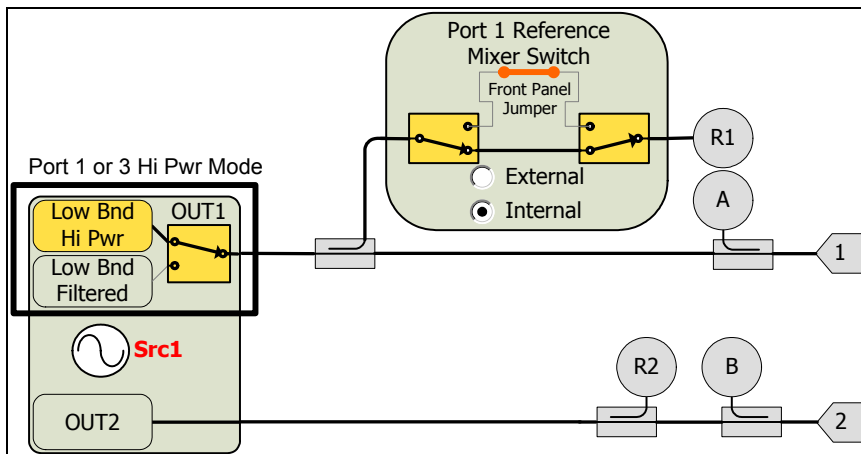 Port 1 Reference
Mixer Switch
Front Panel
Jumper
R1
External
Internal
A
Port 1 or 3 Hi Pwr Mode
Low Bnd
Hi Pwr
OUT1
Low Bnd
Filtered
1
Src1
R2
B
OUT2
2